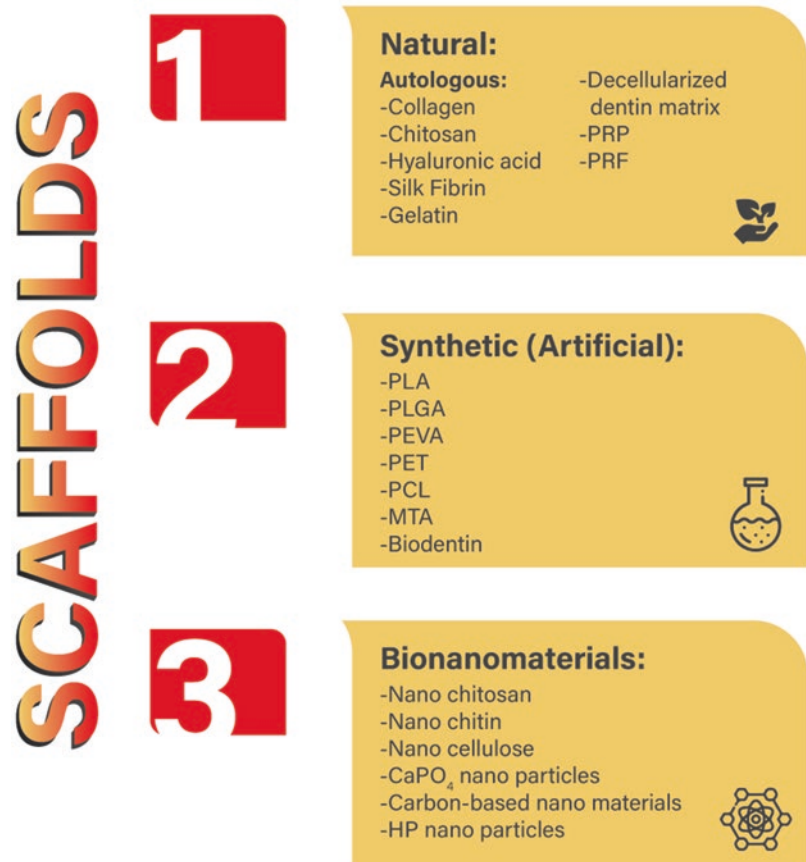 SCAFFOLDS
1
Natural:
Autologous:
-Collagen
-Chitosan
-Hyaluronic acid
-Silk Fibrin
-Gelatin
-Decellularized
dentin matrix
-PRP
-PRF
2
Synthetic (Artificial):
-PLA
-PLGA
-PEVA
-PET
-PCL
-MTA
-Biodentin
3
Bionanomaterials:
-Nano chitosan
-Nano chitin
-Nano cellulose
-CaPO₄ nano particles
-Carbon-based nano materials
-HP nano particles